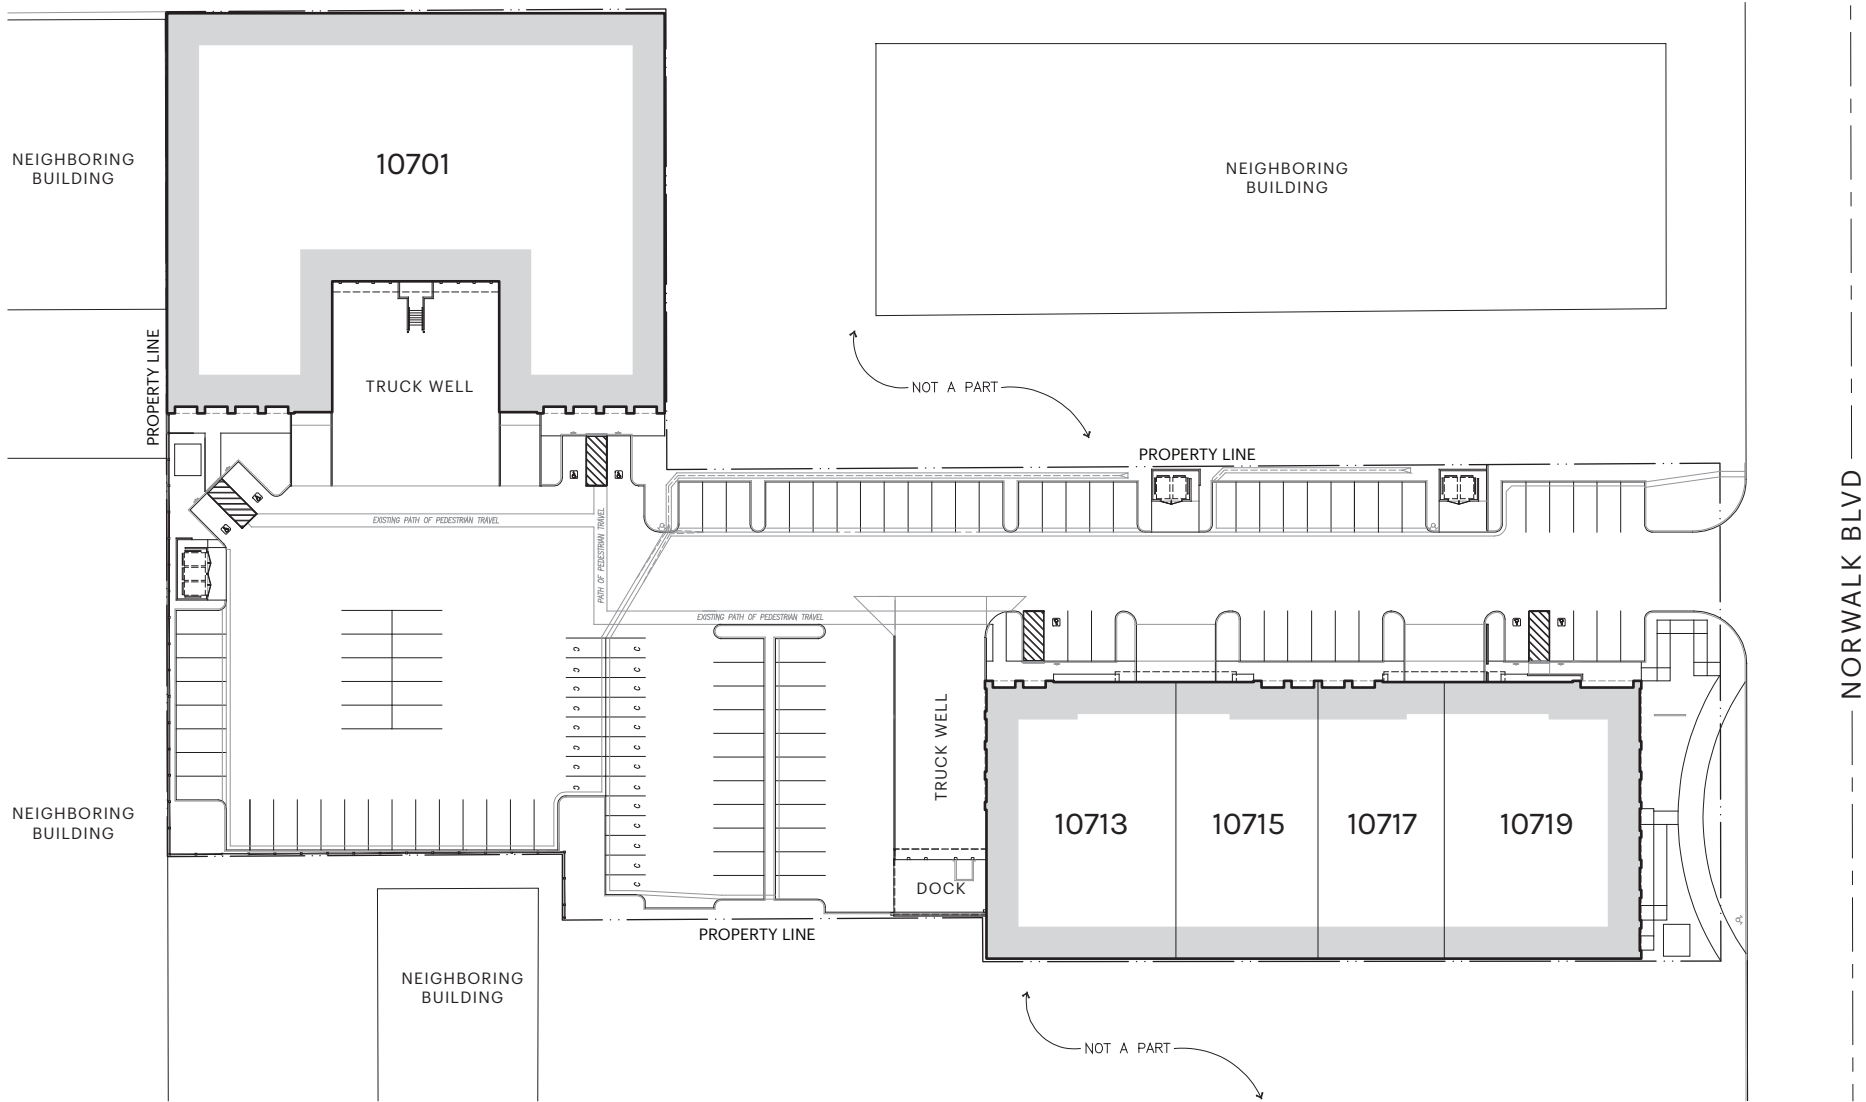 NEIGHBORING
BUILDING
10701
NEIGHBORING
BUILDING
PROPERTY LINE
TRUCK WELL
NOT A PART
PROPERTY LINE
EXISTING PATH OF PEDESTRIAN TRAVEL
PATH OF PEDESTRIAN TRAVEL
EXISTING PATH OF PEDESTRIAN TRAVEL
NORWALK BLVD
C C
C C
C C
C C
C C
C C
C C
C C
C
C
C
C
C
TRUCK WELL
NEIGHBORING
BUILDING
10713
10715
10717
10719
DOCK
PROPERTY LINE
NEIGHBORING
BUILDING
NOT A PART